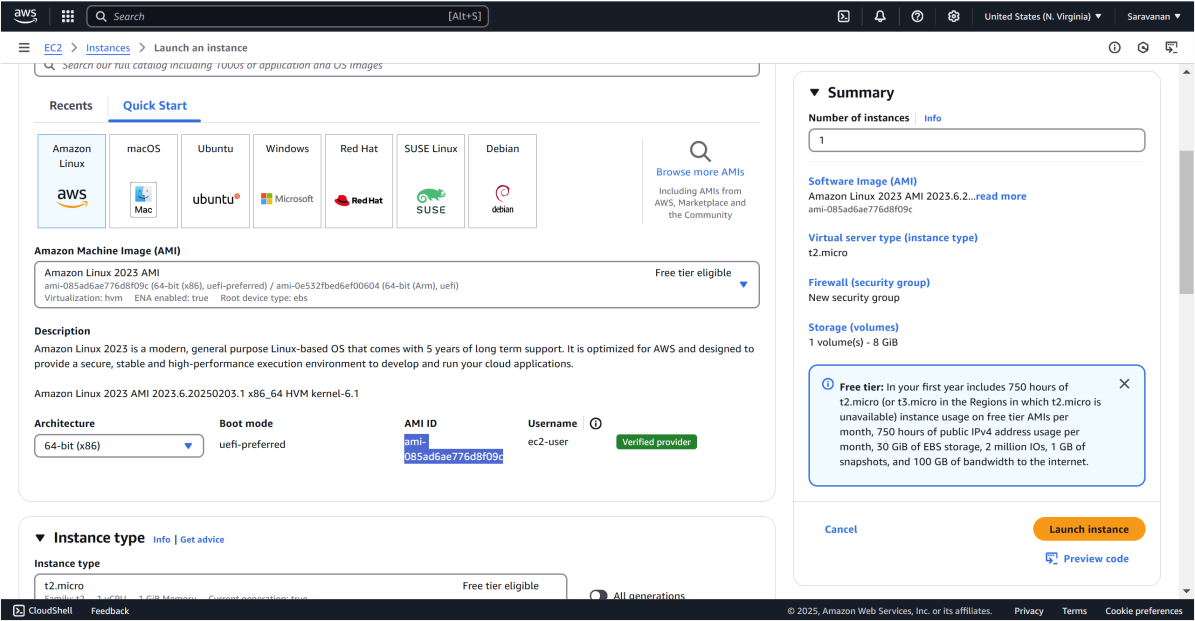 aws
Search [Alt+S]
United States (N. Virginia)
Saravanan
EC2 > Instances > Launch an instance
Search our full catalog including 1000s of application and OS images
Recents
Quick Start
Amazon Linux
aws
macOS
Mac
Ubuntu
ubuntu
Windows
Microsoft
Red Hat
Red Hat
SUSE Linux
SUSE
Debian
debian
Browse more AMIs
Including AMIs from
AWS, Marketplace and
the Community
Amazon Machine Image (AMI)
Amazon Linux 2023 AMI
Free tier eligible
ami-085ad6ae776d8f09c (64-bit (x86), uefi-preferred) / ami-0e532fbed6ef00604 (64-bit (Arm), uefi)
Virtualization: hvm ENA enabled: true Root device type: ebs
Description
Amazon Linux 2023 is a modern, general purpose Linux-based OS that comes with 5 years of long term support. It is optimized for AWS and designed to
provide a secure, stable and high-performance execution environment to develop and run your cloud applications.
Amazon Linux 2023 AMI 2023.6.20250203.1 x86_64 HVM kernel-6.1
Architecture
64-bit (x86)
Boot mode
uefi-preferred
AMI ID
ami-
085ad6ae776d8f09c
Username
ec2-user
Verified provider
Instance type Info | Get advice
Instance type
t2.micro
Free tier eligible
Family: t2 1 vCPU 1 GiB Memory Current generation: true
All generations
Summary
Number of instances Info
1
Software Image (AMI)
Amazon Linux 2023 AMI 2023.6.2...read more
ami-085ad6ae776d8f09c
Virtual server type (instance type)
t2.micro
Firewall (security group)
New security group
Storage (volumes)
1 volume(s) - 8 GiB
Free tier: In your first year includes 750 hours of
t2.micro (or t3.micro in the Regions in which t2.micro is
unavailable) instance usage on free tier AMIs per
month, 750 hours of public IPv4 address usage per
month, 30 GiB of EBS storage, 2 million IOs, 1 GB of
snapshots, and 100 GB of bandwidth to the internet.
Cancel
Launch instance
Preview code
CloudShell Feedback
© 2025, Amazon Web Services, Inc. or its affiliates. Privacy Terms Cookie preferences